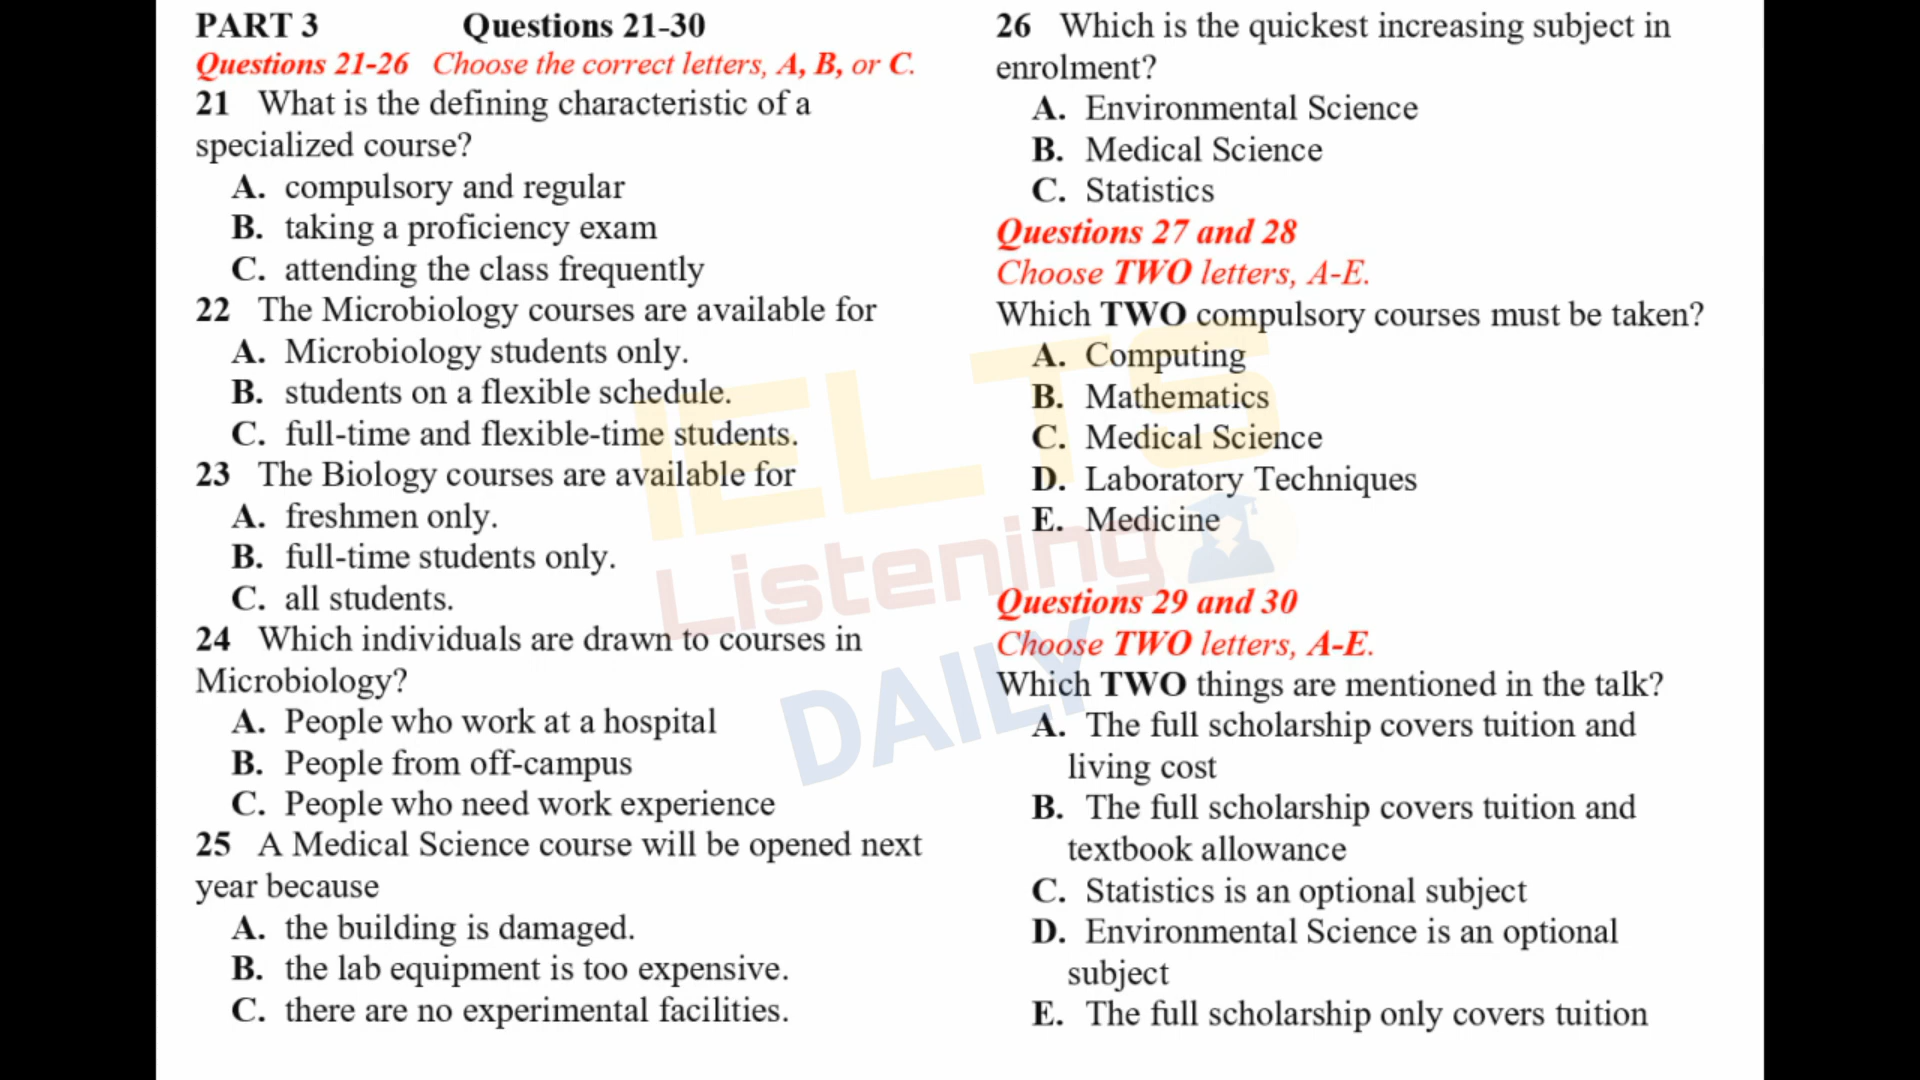 PART 3 Questions 21-30
Questions 21-26 Choose the correct letters, A, B, or C.
21 What is the defining characteristic of a
specialized course?
A. compulsory and regular
B. taking a proficiency exam
C. attending the class frequently
22 The Microbiology courses are available for
A. Microbiology students only.
B. students on a flexible schedule.
C. full-time and flexible-time students.
23 The Biology courses are available for
A. freshmen only.
B. full-time students only.
C. all students.
24 Which individuals are drawn to courses in
Microbiology?
A. People who work at a hospital
B. People from off-campus
C. People who need work experience
25 A Medical Science course will be opened next
year because
A. the building is damaged.
B. the lab equipment is too expensive.
C. there are no experimental facilities.
26 Which is the quickest increasing subject in
enrolment?
A. Environmental Science
B. Medical Science
C. Statistics
Questions 27 and 28
Choose TWO letters, A-E.
Which TWO compulsory courses must be taken?
A. Computing
B. Mathematics
C. Medical Science
D. Laboratory Techniques
E. Medicine
Questions 29 and 30
Choose TWO letters, A-E.
Which TWO things are mentioned in the talk?
A. The full scholarship covers tuition and
living cost
B. The full scholarship covers tuition and
textbook allowance
C. Statistics is an optional subject
D. Environmental Science is an optional
subject
E. The full scholarship only covers tuition
IELTS
Listening
DAILY